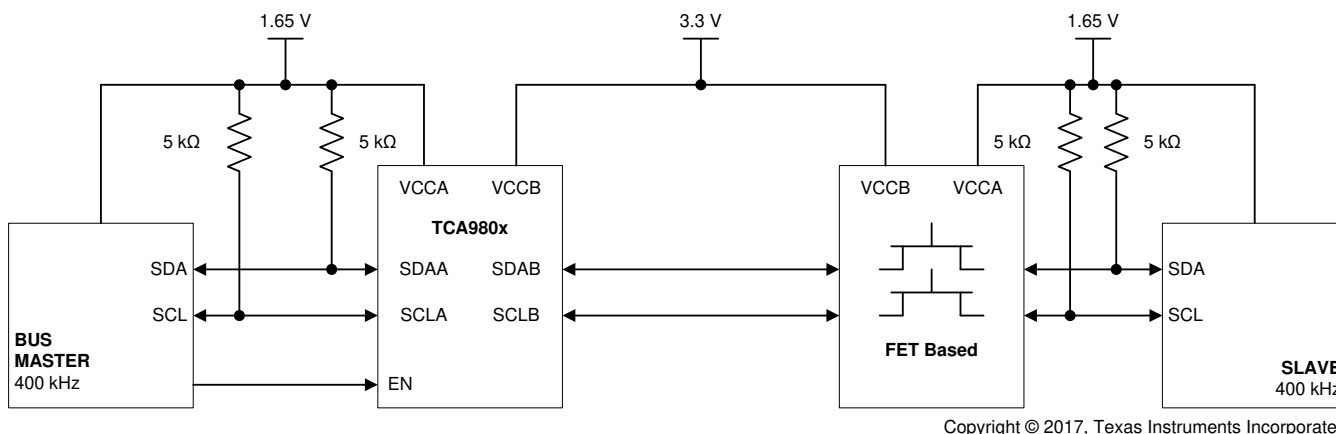 1.65 V
3.3 V
1.65 V
5 kΩ
5 kΩ
5 kΩ
5 kΩ
VCCA
VCCB
VCCB
VCCA
TCA980x
SDA
SDAA
SDAB
SDA
SCL
SCLA
SCLB
SCL
BUS
MASTER
400 kHz
EN
FET Based
SLAVE
400 kHz
Copyright © 2017, Texas Instruments Incorporate